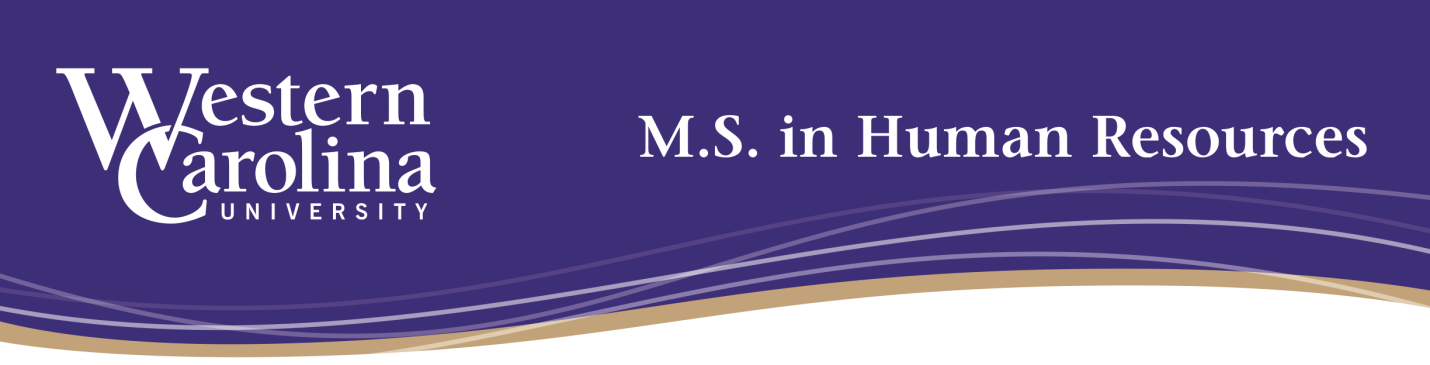 Western
Carolina
UNIVERSITY
M.S. in Human Resources